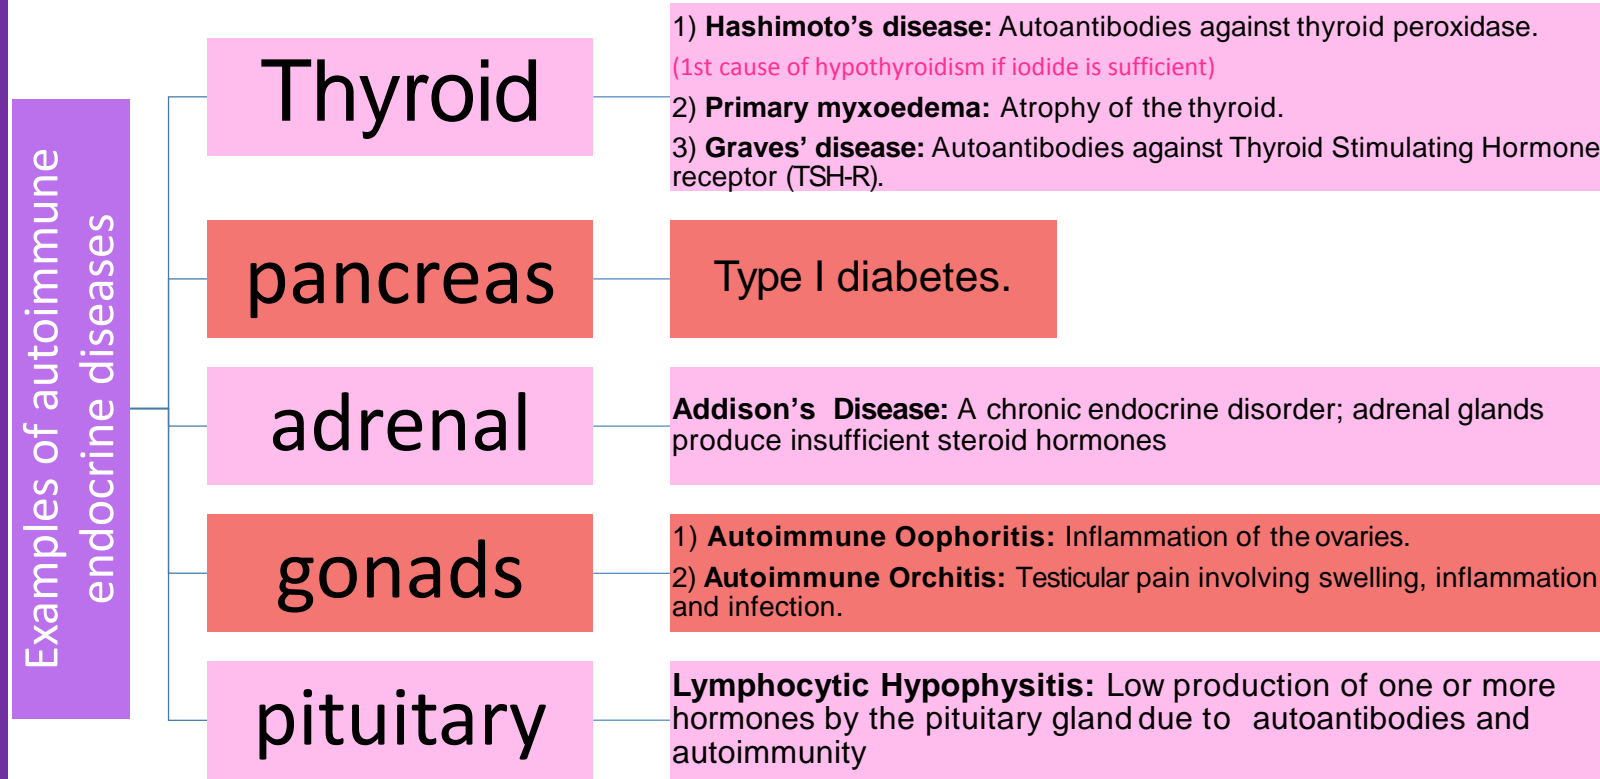 Examples of autoimmune
endocrine diseases
Thyroid
1) Hashimoto’s disease: Autoantibodies against thyroid peroxidase.
(1st cause of hypothyroidism if iodide is sufficient)
2) Primary myxoedema: Atrophy of the thyroid.
3) Graves’ disease: Autoantibodies against Thyroid Stimulating Hormone
receptor (TSH-R).
pancreas
Type I diabetes.
adrenal
Addison’s Disease: A chronic endocrine disorder; adrenal glands
produce insufficient steroid hormones
gonads
1) Autoimmune Oophoritis: Inflammation of the ovaries.
2) Autoimmune Orchitis: Testicular pain involving swelling, inflammation
and infection.
pituitary
Lymphocytic Hypophysitis: Low production of one or more
hormones by the pituitary gland due to autoantibodies and
autoimmunity